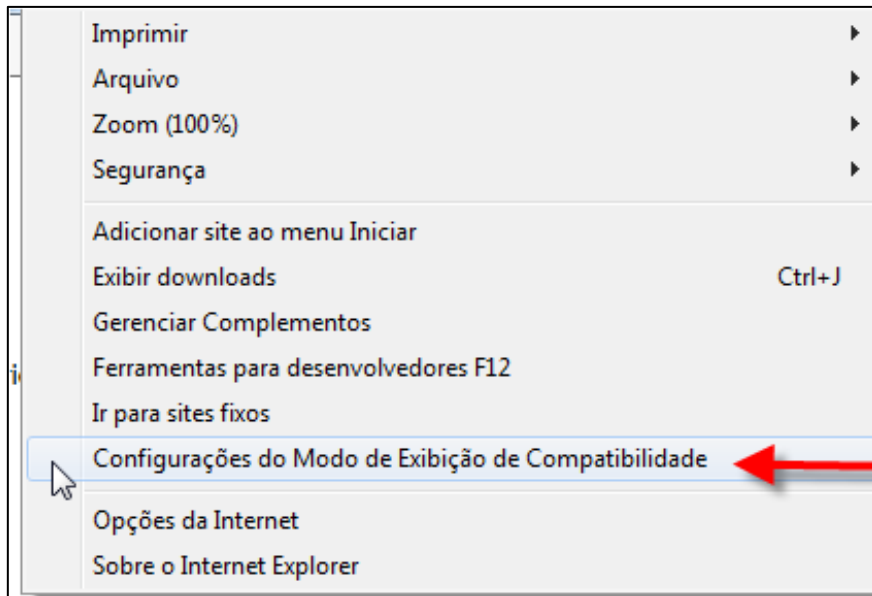 Imprimir
Arquivo
Zoom (100%)
Segurança
Adicionar site ao menu Iniciar
Exibir downloads Ctrl+J
Gerenciar Complementos
Ferramentas para desenvolvedores F12
Ir para sites fixos
Configurações do Modo de Exibição de Compatibilidade
Opções da Internet
Sobre o Internet Explorer